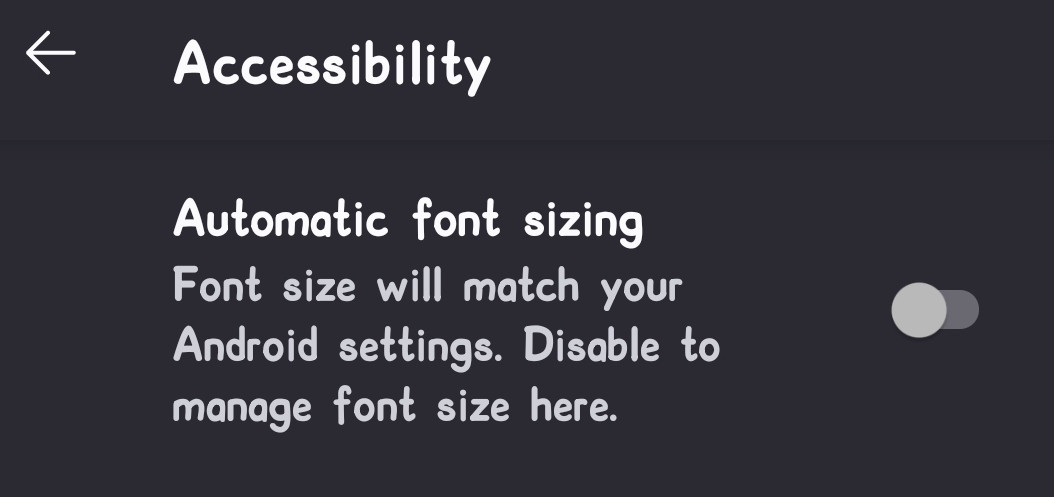 Accessibility
Automatic font sizing
Font size will match your
Android settings. Disable to
manage font size here.